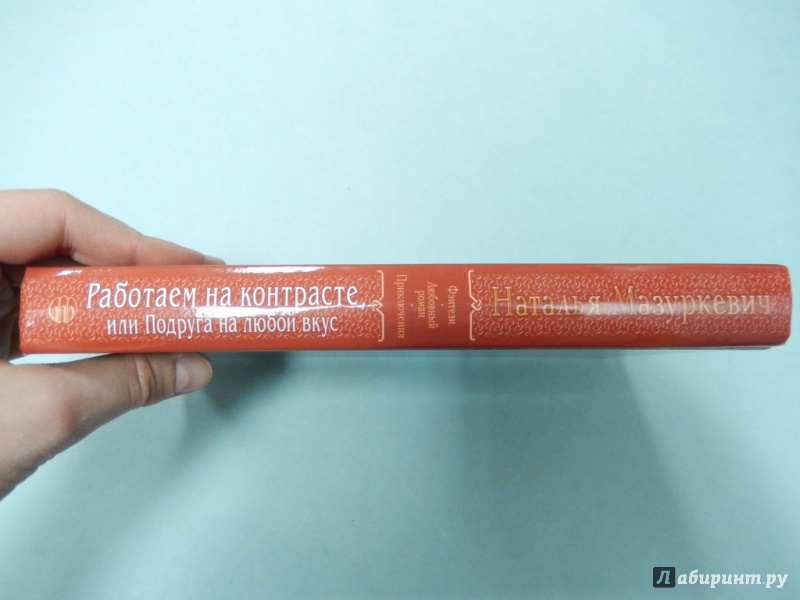 Работаем на контрасте,
или Подруга на любой вкус
Фэнтези
Любовный
роман
Приключения
Наталья Мазуркевич
Лабиринт.ру